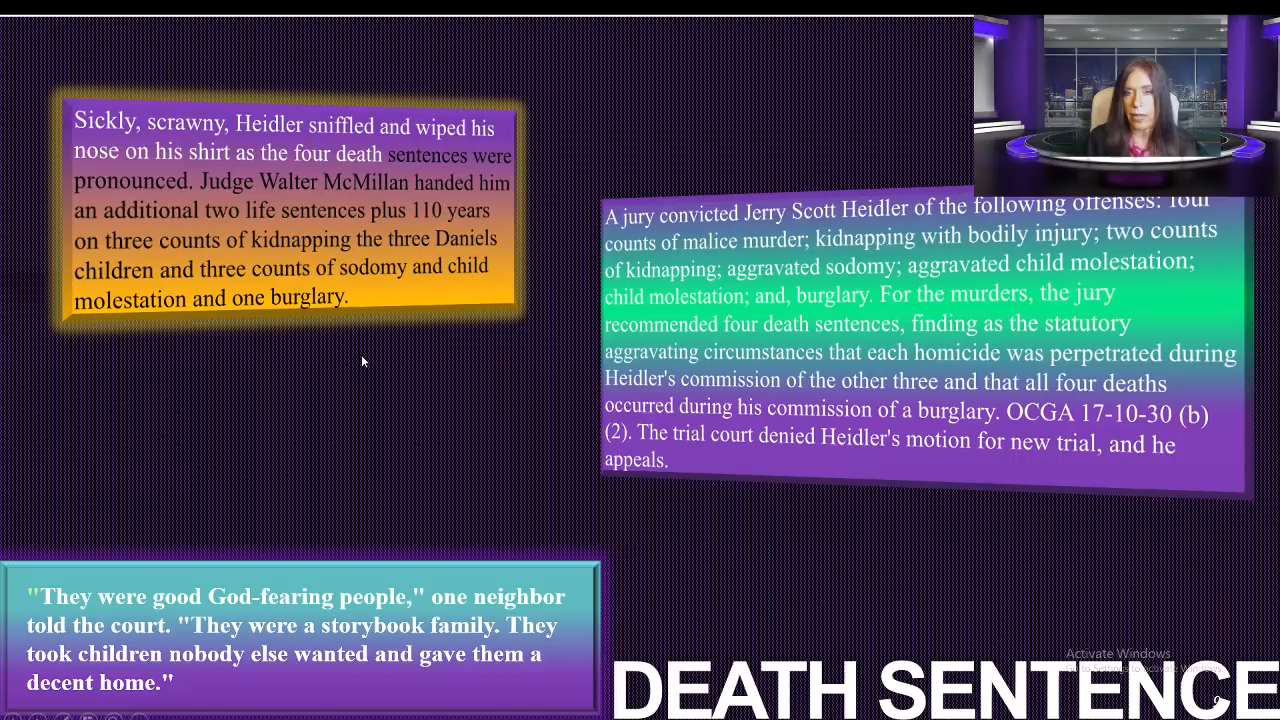 Sickly, scrawny, Heidler sniffled and wiped his
nose on his shirt as the four death sentences were
pronounced. Judge Walter McMillan handed him
an additional two life sentences plus 110 years
on three counts of kidnapping the three Daniels
children and three counts of sodomy and child
molestation and one burglary.
A jury convicted Jerry Scott Heidler of the following offenses: four
counts of malice murder; kidnapping with bodily injury; two counts
of kidnapping; aggravated sodomy; aggravated child molestation;
child molestation; and, burglary. For the murders, the jury
recommended four death sentences, finding as the statutory
aggravating circumstances that each homicide was perpetrated during
Heidler's commission of the other three and that all four deaths
occurred during his commission of a burglary. OCGA 17-10-30 (b)
(2). The trial court denied Heidler's motion for new trial, and he
appeals.
"They were good God-fearing people," one neighbor
told the court. "They were a storybook family. They
took children nobody else wanted and gave them a
decent home."
Activate Windows
Go to Settings to activate Windows.
DEATH SENTENCE
9